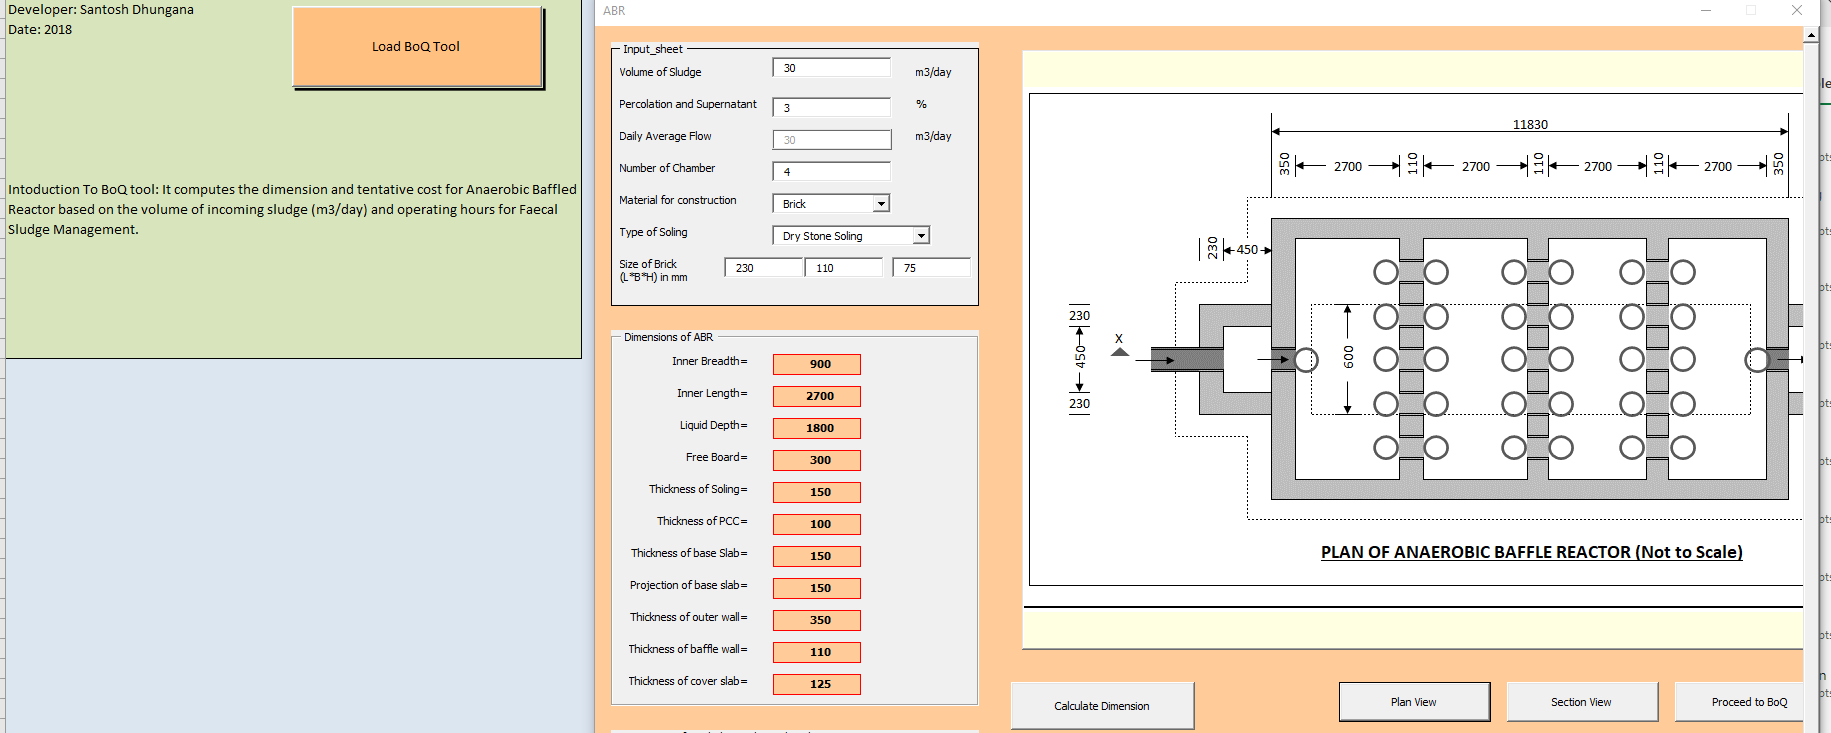 Developer: Santosh Dhungana
Date: 2018
Load BoQ Tool
Intoduction To BoQ tool: It computes the dimension and tentative cost for Anaerobic Baffled
Reactor based on the volume of incoming sludge (m3/day) and operating hours for Faecal
Sludge Management.
ABR
Input_sheet
Volume of Sludge 30 m3/day
Percolation and Supernatant 3 %
Daily Average Flow 30 m3/day
Number of Chamber 4
Material for construction Brick
Type of Soling Dry Stone Soling
Size of Brick
(L*B*H) in mm 230 110 75
Dimensions of ABR
Inner Breadth= 900
Inner Length= 2700
Liquid Depth= 1800
Free Board= 300
Thickness of Soling= 150
Thickness of PCC= 100
Thickness of base Slab= 150
Projection of base slab= 150
Thickness of outer wall= 350
Thickness of baffle wall= 110
Thickness of cover slab= 125
11830
350 2700 110 2700 110 2700 110 2700 350
230 450
230
450
230
X
600
PLAN OF ANAEROBIC BAFFLE REACTOR (Not to Scale)
Calculate Dimension
Plan View
Section View
Proceed to BoQ